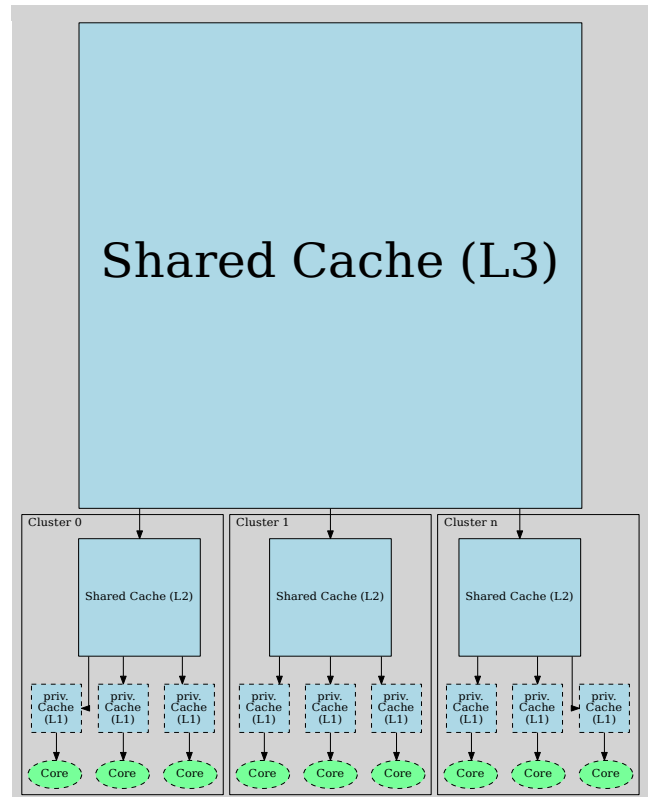 Shared Cache (L3)
Cluster 0
Shared Cache (L2)
priv.
Cache
(L1)
priv.
Cache
(L1)
priv.
Cache
(L1)
Core
Core
Core
Cluster 1
Shared Cache (L2)
priv.
Cache
(L1)
priv.
Cache
(L1)
priv.
Cache
(L1)
Core
Core
Core
Cluster n
Shared Cache (L2)
priv.
Cache
(L1)
priv.
Cache
(L1)
priv.
Cache
(L1)
Core
Core
Core